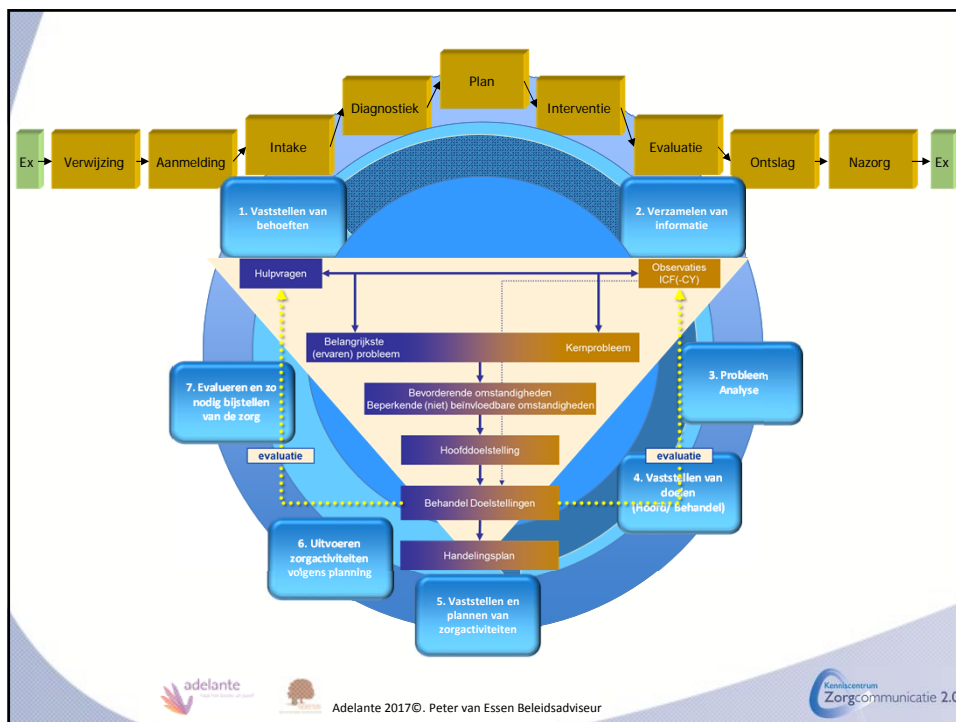 Plan
Diagnostiek
Interventie
Intake
Evaluatie
Ex
Verwijzing
Aanmelding
Ontslag
Nazorg
Ex
1. Vaststellen van
behoeften
2. Verzamelen van
informatie
Hulpvragen
Observaties
ICF(-CY)
Belangrijkste
(ervaren) probleem
Kernprobleem
3. Probleem
Analyse
7. Evalueren en zo
nodig bijstellen
van de zorg
Bevorderende omstandigheden
Beperkende (niet) beïnvloedbare omstandigheden
Hoofddoelstelling
evaluatie
evaluatie
4. Vaststellen van
doelen
(Hoofd/ Behandel)
Behandel Doelstellingen
6. Uitvoeren
zorgactiviteiten
volgens planning
Handelingsplan
5. Vaststellen en
plannen van
zorgactiviteiten
adelante
Adelante 2017©. Peter van Essen Beleidsadviseur
Kenniscentrum
Zorgcommunicatie 2.0